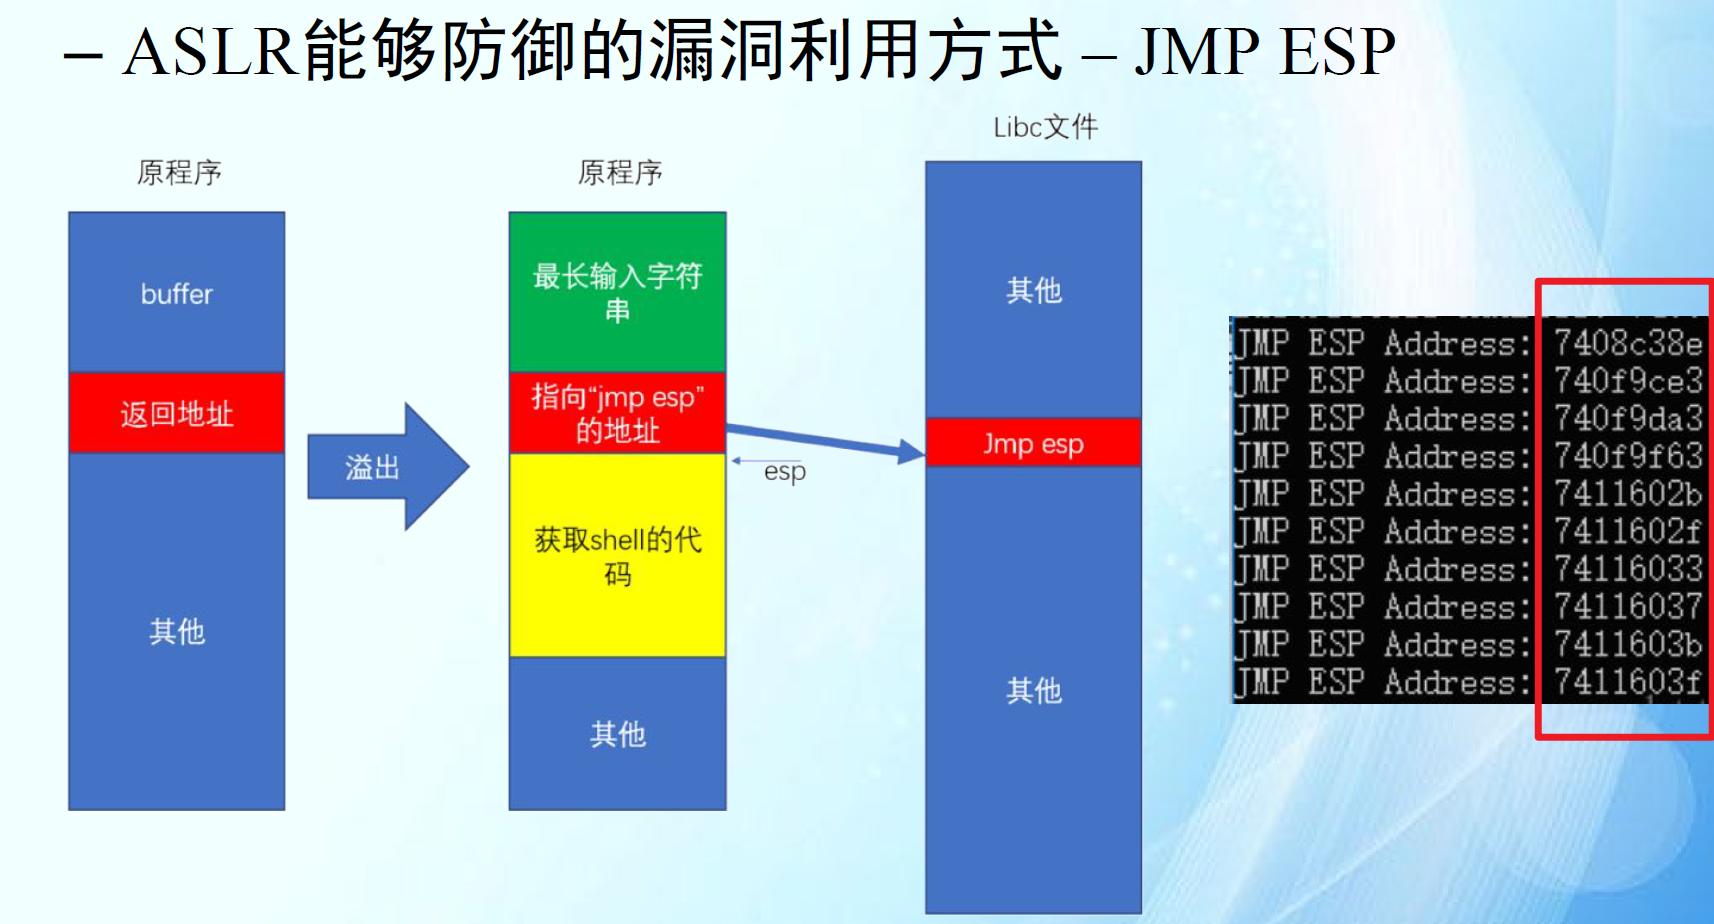 – ASLR能够防御的漏洞利用方式 – JMP ESP
原程序
buffer
返回地址
其他
溢出
原程序
最长输入字符
串
指向“jmp esp”
的地址
获取shell的代
码
其他
esp
Libc文件
其他
Jmp esp
其他
JMP ESP Address: 7408c38e
JMP ESP Address: 740f9ce3
JMP ESP Address: 740f9da3
JMP ESP Address: 740f9f63
JMP ESP Address: 7411602b
JMP ESP Address: 7411602f
JMP ESP Address: 74116033
JMP ESP Address: 74116037
JMP ESP Address: 7411603b
JMP ESP Address: 7411603f